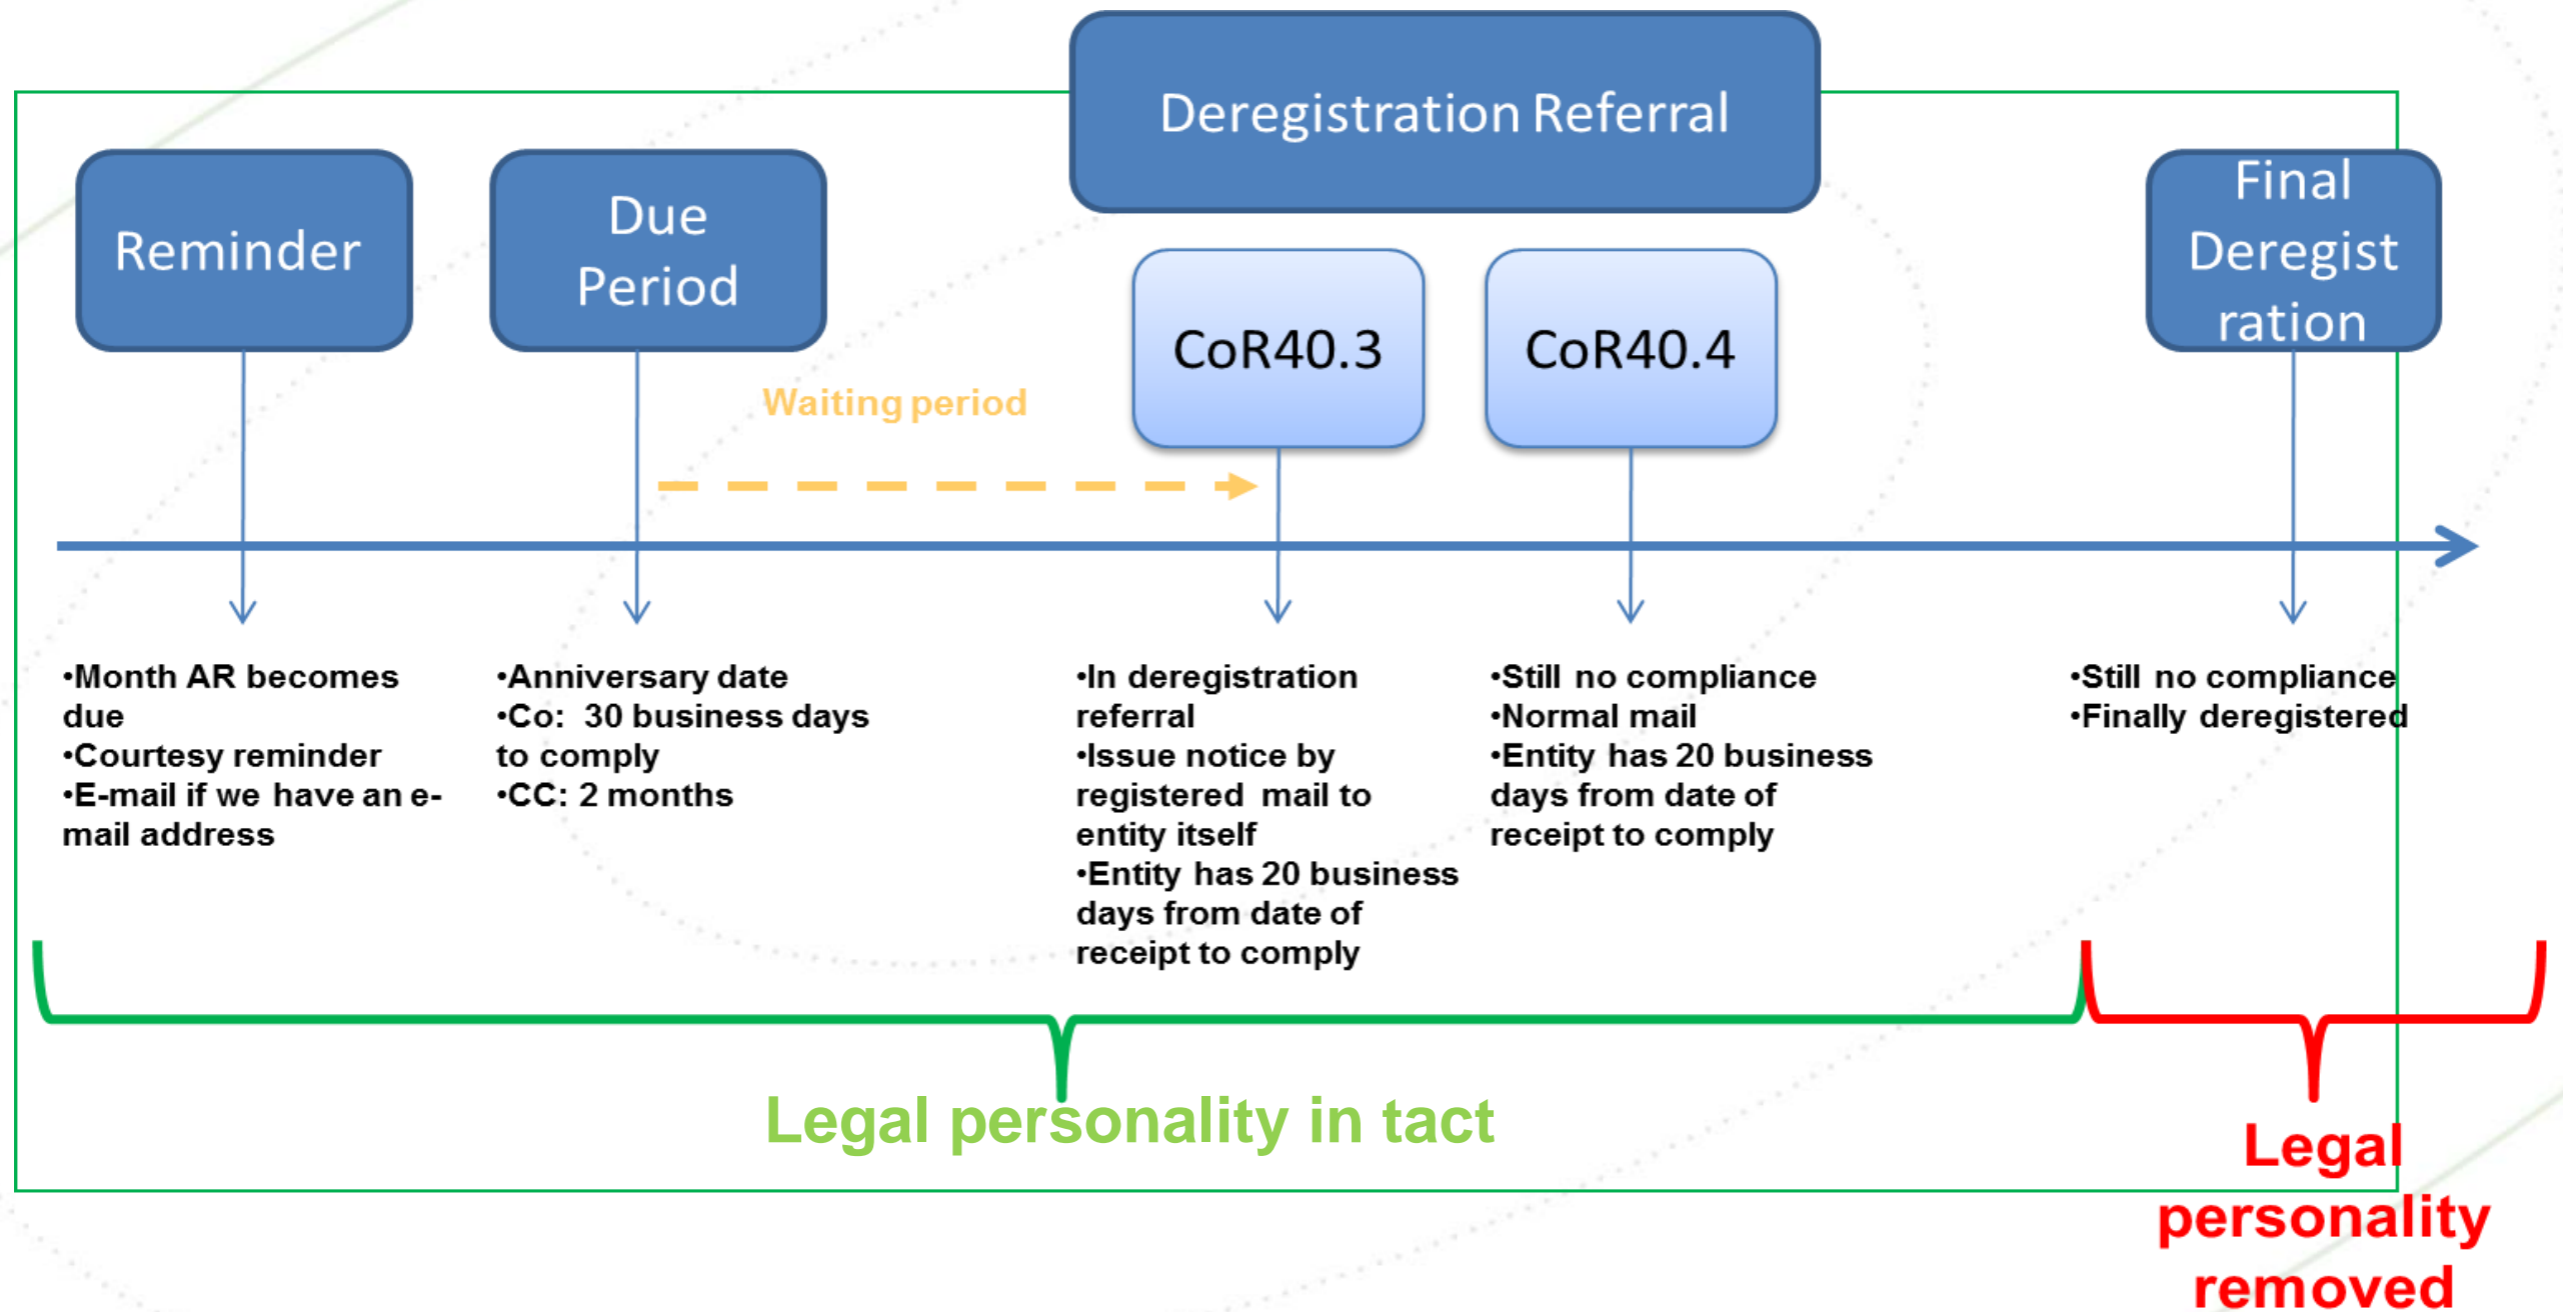 Deregistration Referral
Reminder
Due
Period
CoR40.3
CoR40.4
Final
Deregist
ration
Waiting period
•Month AR becomes
due
•Courtesy reminder
•E-mail if we have an e-
mail address
•Anniversary date
•Co: 30 business days
to comply
•CC: 2 months
•In deregistration
referral
•Issue notice by
registered mail to
entity itself
•Entity has 20 business
days from date of
receipt to comply
•Still no compliance
•Normal mail
•Entity has 20 business
days from date of
receipt to comply
•Still no compliance
•Finally deregistered
Legal personality in tact
Legal
personality
removed